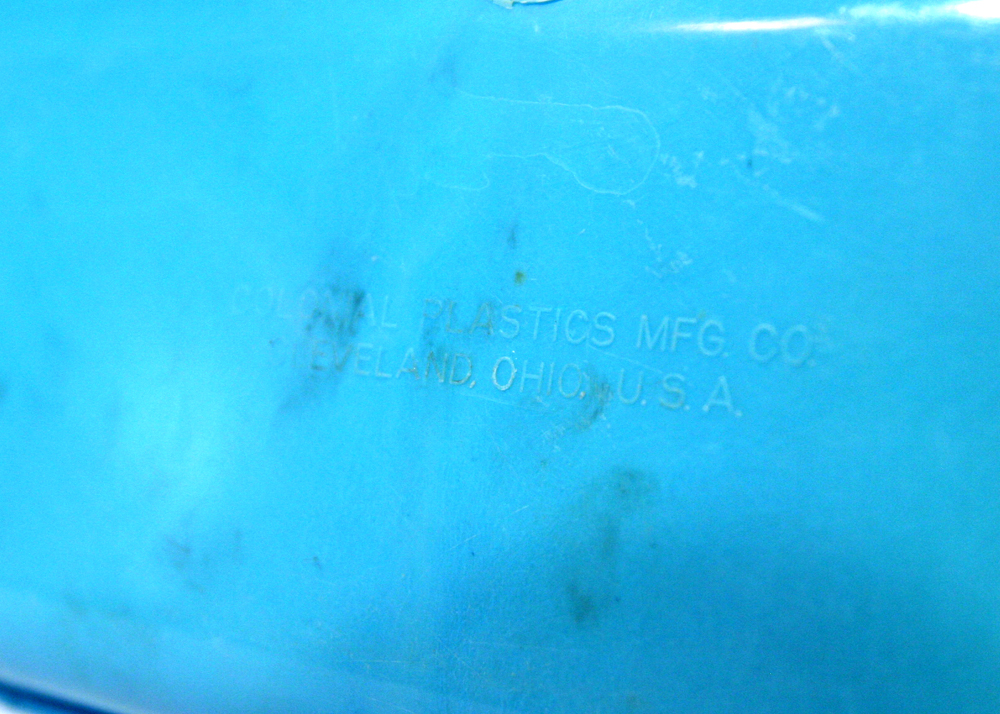 COLONIAL PLASTICS MFG. CO.
CLEVELAND, OHIO, U.S.A.